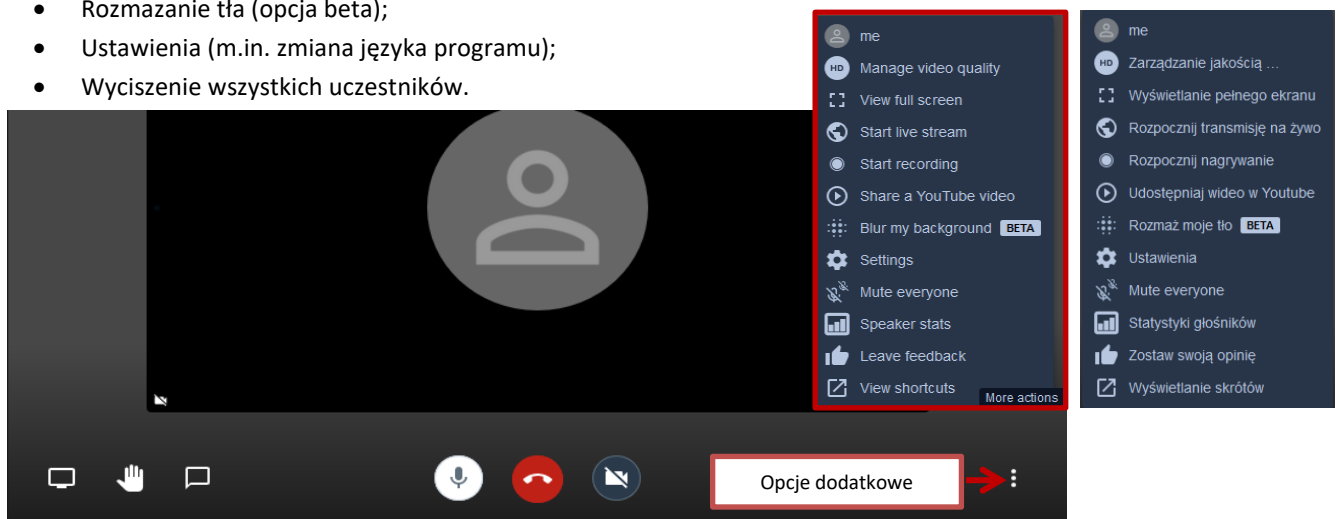 • Rozmazanie tła (opcja beta);
• Ustawienia (m.in. zmiana języka programu);
• Wyciszenie wszystkich uczestników.
me
HD Manage video quality
View full screen
Start live stream
Start recording
Share a YouTube video
Blur my background BETA
Settings
Mute everyone
Speaker stats
Leave feedback
View shortcuts
More actions
me
HD Zarządzanie jakością ...
Wyświetlanie pełnego ekranu
Rozpocznij transmisję na żywo
Rozpocznij nagrywanie
Udostępniaj wideo w Youtube
Rozmaż moje tło BETA
Ustawienia
Mute everyone
Statystyki głośników
Zostaw swoją opinię
Wyświetlanie skrótów
Opcje dodatkowe